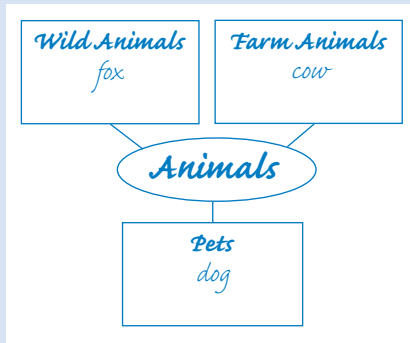 Wild Animals
fox
Farm Animals
cow
Animals
Pets
dog